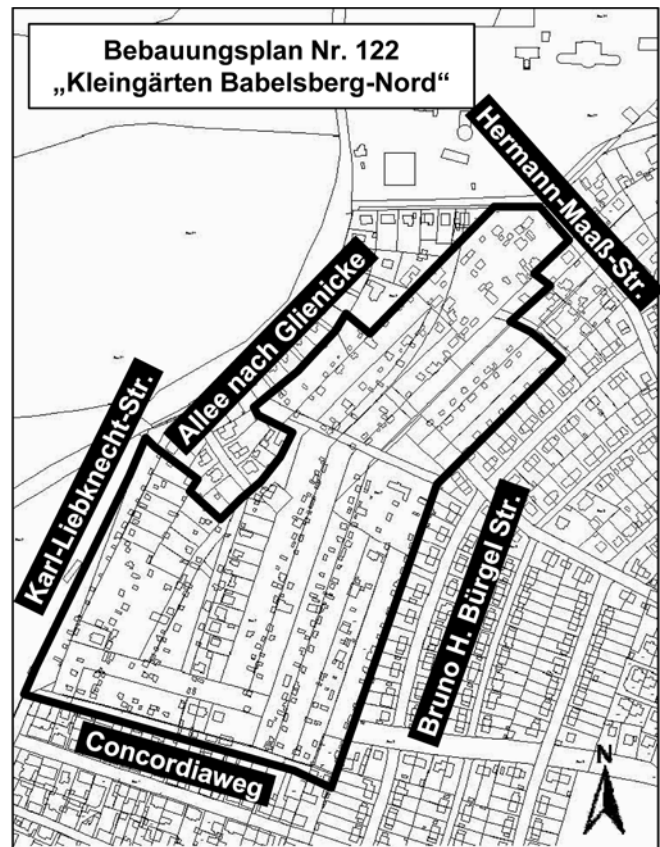 Bebauungsplan Nr. 122
„Kleingärten Babelsberg-Nord“
Hermann-Maaß-Str.
Allee nach Glienicke
Karl-Liebknecht-Str.
Bruno H. Bürgel Str.
Concordiaweg
N